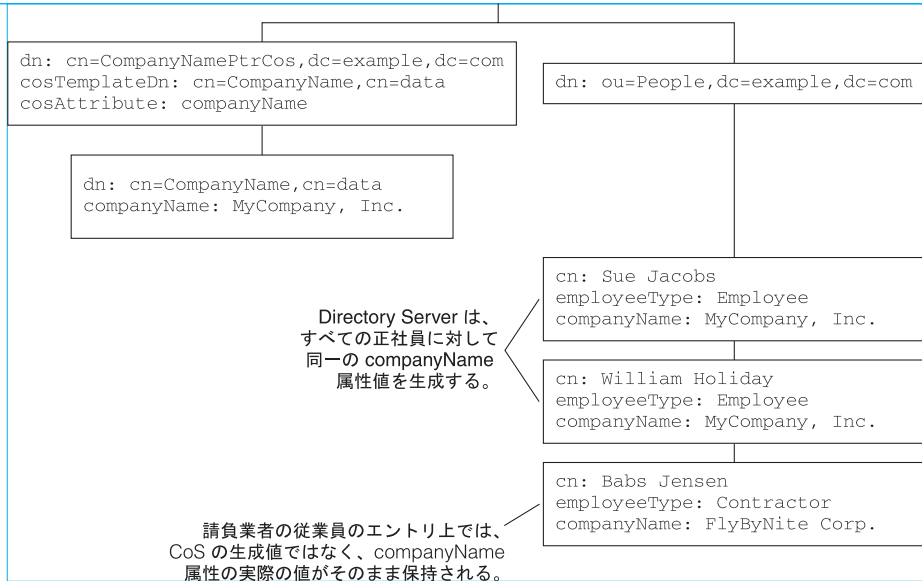 dn: cn=CompanyNamePtrCos,dc=example,dc=com
cosTemplateDn: cn=CompanyName,cn=data
cosAttribute: companyName
dn: ou=People,dc=example,dc=com
dn: cn=CompanyName,cn=data
companyName: MyCompany, Inc.
cn: Sue Jacobs
employeeType: Employee
companyName: MyCompany, Inc.
Directory Server は、
すべての正社員に対して
同一の companyName
属性値を生成する。
cn: William Holiday
employeeType: Employee
companyName: MyCompany, Inc.
cn: Babs Jensen
employeeType: Contractor
companyName: FlyByNite Corp.
請負業者の従業員のエントリ上では、
CoS の生成値ではなく、companyName
属性の実際の値がそのまま保持される。